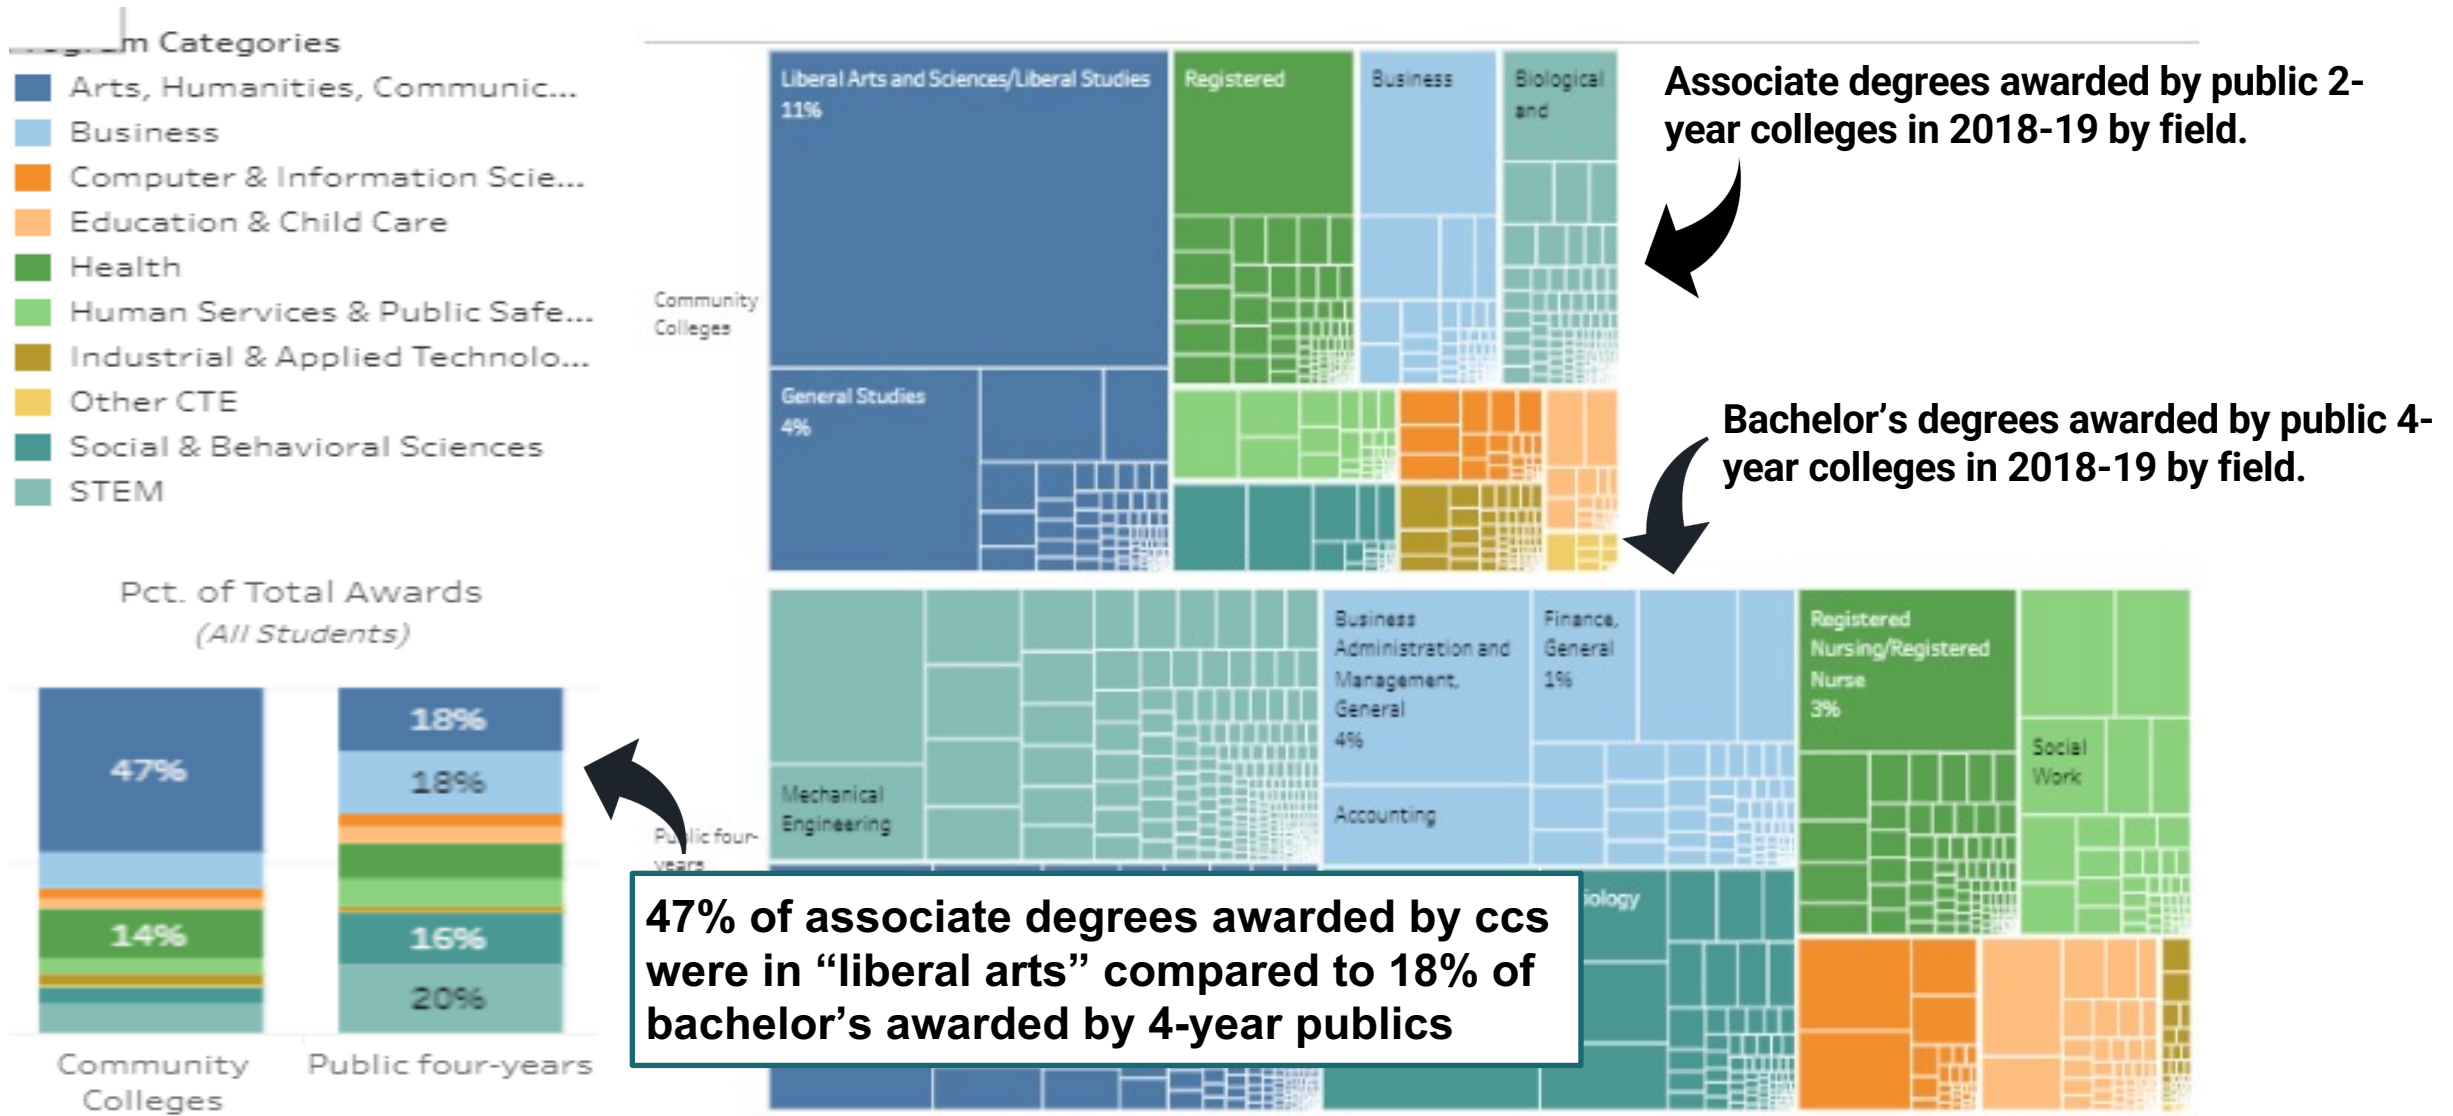 m Categories
Arts, Humanities, Communic...
Business
Computer & Information Scie...
Education & Child Care
Health
Human Services & Public Safe...
Industrial & Applied Technolo...
Other CTE
Social & Behavioral Sciences
STEM
Pct. of Total Awards
(All Students)
47%
14%
18%
18%
16%
20%
Community
Colleges
Public four-years
Community
Colleges
Liberal Arts and Sciences/Liberal Studies
11%
General Studies
4%
Registered
Business
Biological
and
Associate degrees awarded by public 2-
year colleges in 2018-19 by field.
Bachelor’s degrees awarded by public 4-
year colleges in 2018-19 by field.
Public four-
years
Mechanical
Engineering
Business
Administration and
Management,
General
4%
Accounting
Finance,
General
1%
Registered
Nursing/Registered
Nurse
3%
Social
Work
iology
47% of associate degrees awarded by ccs
were in “liberal arts” compared to 18% of
bachelor’s awarded by 4-year publics